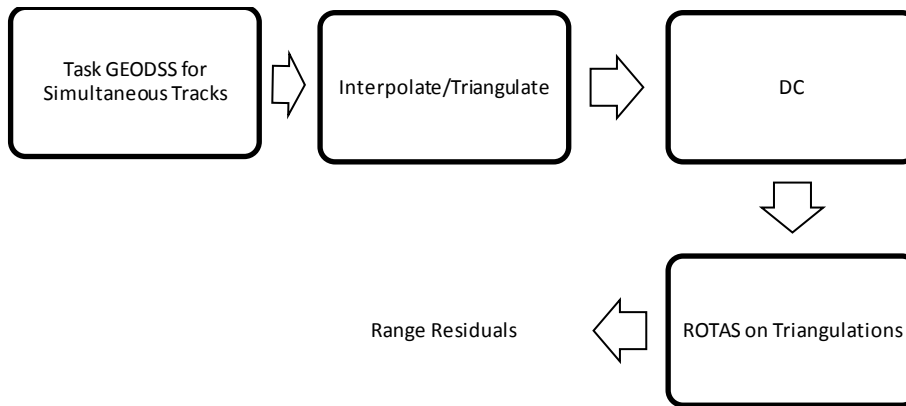 Task GEODSS for
Simultaneous Tracks
Interpolate/Triangulate
DC
ROTAS on Triangulations
Range Residuals